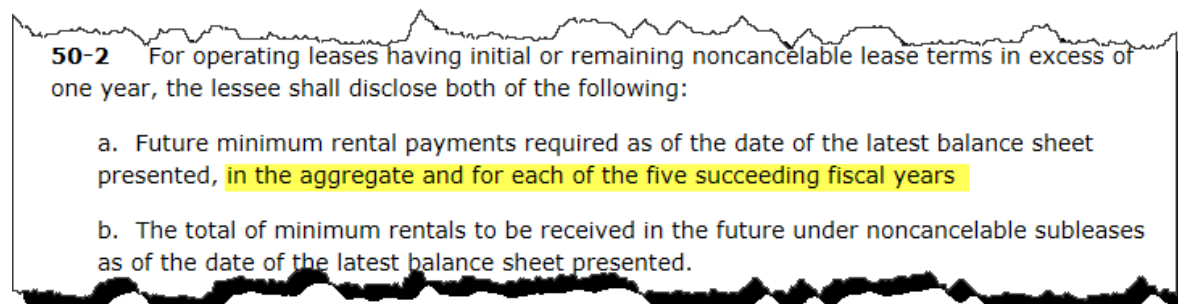 50-2 For operating leases having initial or remaining noncancelable lease terms in excess of
one year, the lessee shall disclose both of the following:
a. Future minimum rental payments required as of the date of the latest balance sheet
presented, in the aggregate and for each of the five succeeding fiscal years
b. The total of minimum rentals to be received in the future under noncancelable subleases
as of the date of the latest balance sheet presented.